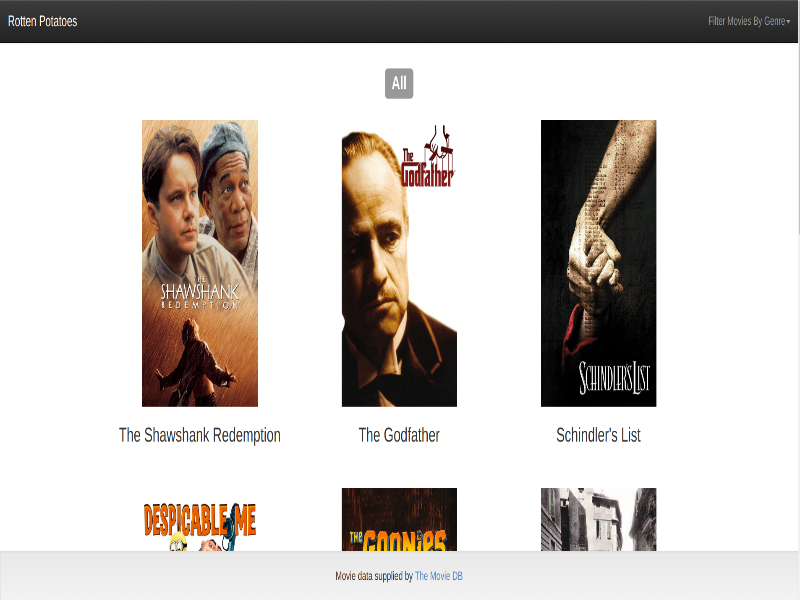 Rotten Potatoes
Filter Movies By Genre
All
THE
SHAWSHANK
REDEMPTION
The
Godfather
SCHINDLER'S LIST
The Shawshank Redemption
The Godfather
Schindler's List
DESPICABLE ME
THE
GOONIES
Movie data supplied by The Movie DB